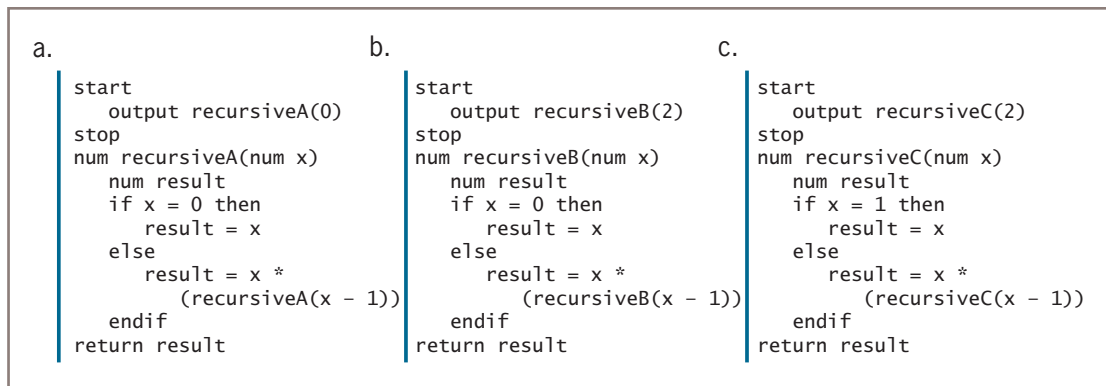 a.
start
output recursiveA(0)
stop
num recursiveA(num x)
num result
if x = 0 then
result = x
else
result = x *
(recursiveA(x – 1))
endif
return result
b.
start
output recursiveB(2)
stop
num recursiveB(num x)
num result
if x = 0 then
result = x
else
result = x *
(recursiveB(x – 1))
endif
return result
c.
start
output recursiveC(2)
stop
num recursiveC(num x)
num result
if x = 1 then
result = x
else
result = x *
(recursiveC(x – 1))
endif
return result